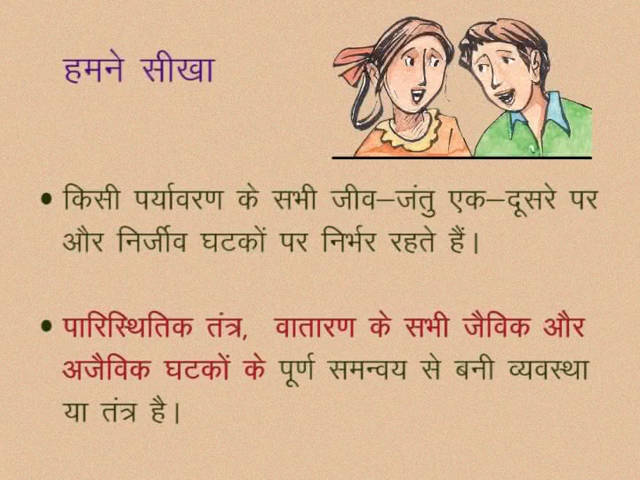 हमने सीखा
• किसी पर्यावरण के सभी जीव–जंतु एक–दूसरे पर
और निर्जीव घटकों पर निर्भर रहते हैं।
• पारिस्थितिक तंत्र, वातारण के सभी जैविक और
अजैविक घटकों के पूर्ण समन्वय से बनी व्यवस्था
या तंत्र है।